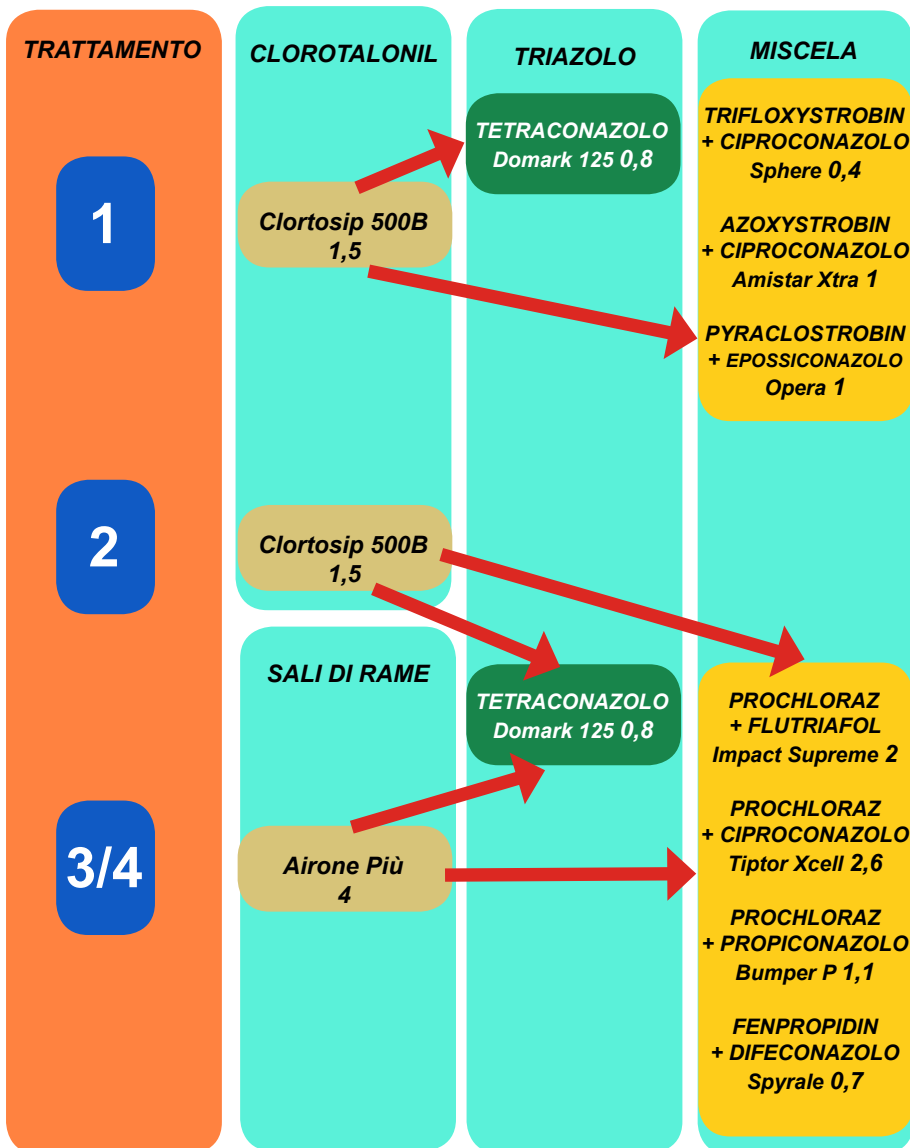 TRATTAMENTO
CLOROTALONIL
TRIAZOLO
MISCELA
1
Clortosip 500B
1,5
TETRACONAZOLO
Domark 125 0,8
TRIFLOXYSTROBIN
+ CIPROCONAZOLO
Sphere 0,4
AZOXYSTROBIN
+ CIPROCONAZOLO
Amistar Xtra 1
PYRACLOSTROBIN
+ EPOSSICONAZOLO
Opera 1
2
Clortosip 500B
1,5
SALI DI RAME
TETRACONAZOLO
Domark 125 0,8
3/4
Airone Più
4
PROCHLORAZ
+ FLUTRIAFOL
Impact Supreme 2
PROCHLORAZ
+ CIPROCONAZOLO
Tiptor Xcell 2,6
PROCHLORAZ
+ PROPICONAZOLO
Bumper P 1,1
FENPROPIDIN
+ DIFECONAZOLO
Spyrale 0,7